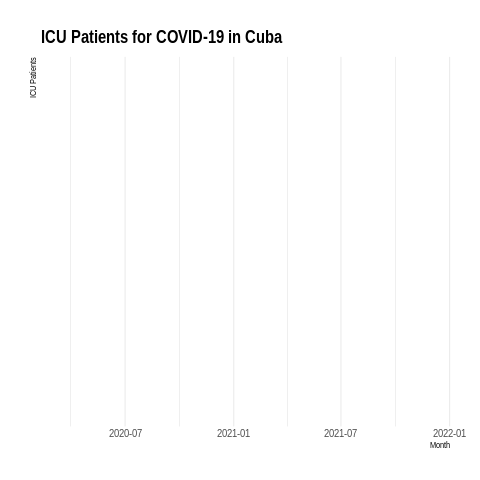 ICU Patients for COVID-19 in Cuba
ICU Patients
2020-07 2021-01 2021-07 2022-01
Month